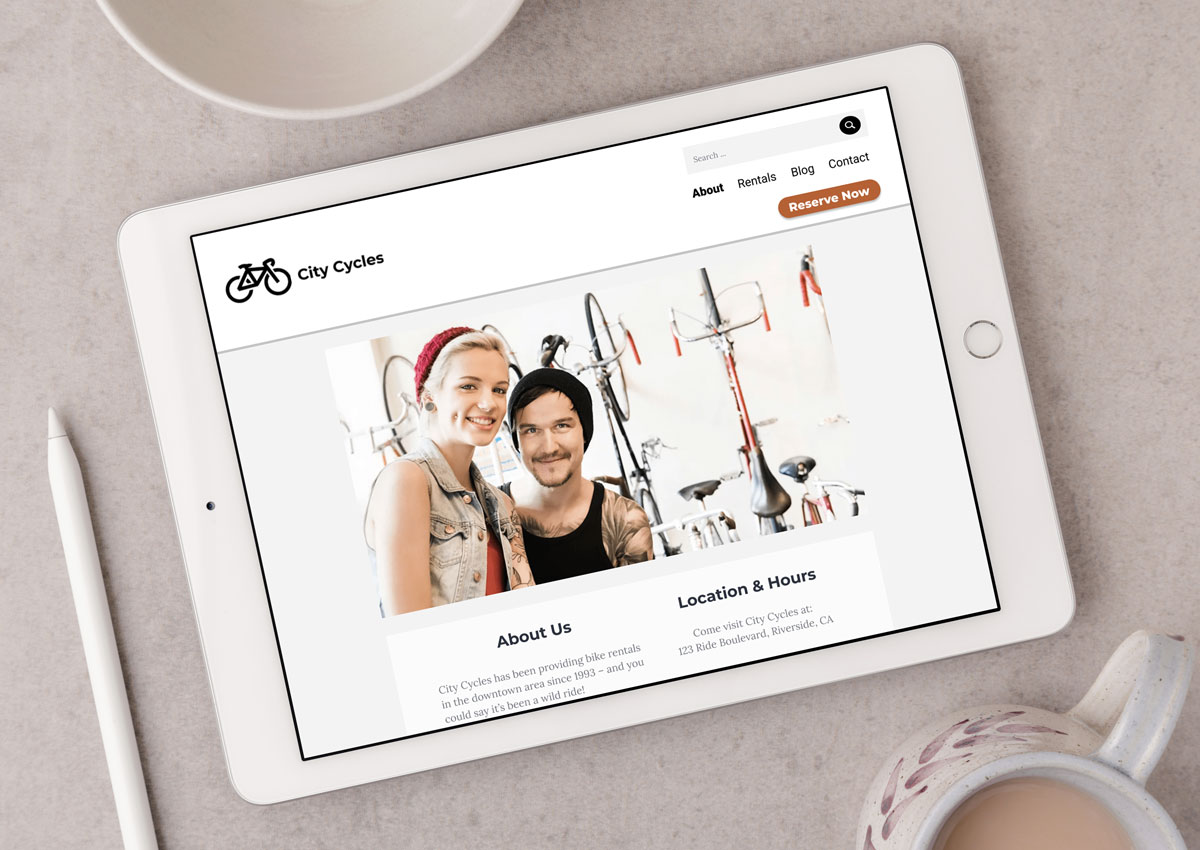 Search ...
About Rentals Blog Contact
Reserve Now
City Cycles
About Us
City Cycles has been providing bike rentals
in the downtown area since 1993 – and you
could say it's been a wild ride!
Location & Hours
Come visit City Cycles at:
123 Ride Boulevard, Riverside, CA